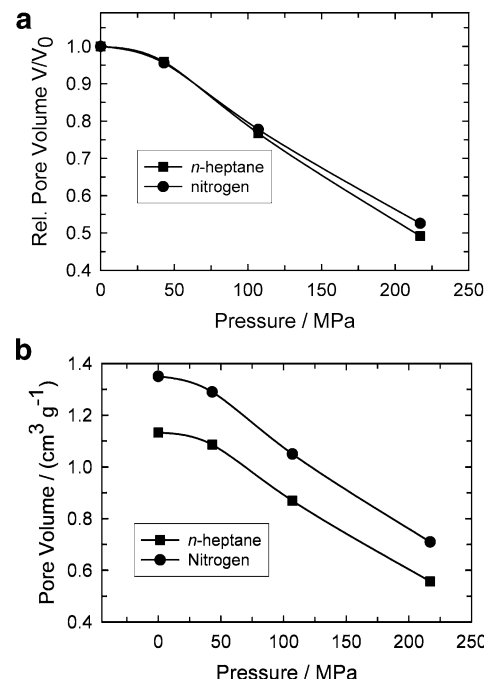 a
Rel. Pore Volume V/V0
1.0
0.9
0.8
0.7
0.6
0.5
0.4
n-heptane
nitrogen
0 50 100 150 200 250
Pressure / MPa
b
Pore Volume / (cm3 g-1)
1.4
1.2
1.0
0.8
0.6
0.4
n-heptane
Nitrogen
0 50 100 150 200 250
Pressure / MPa